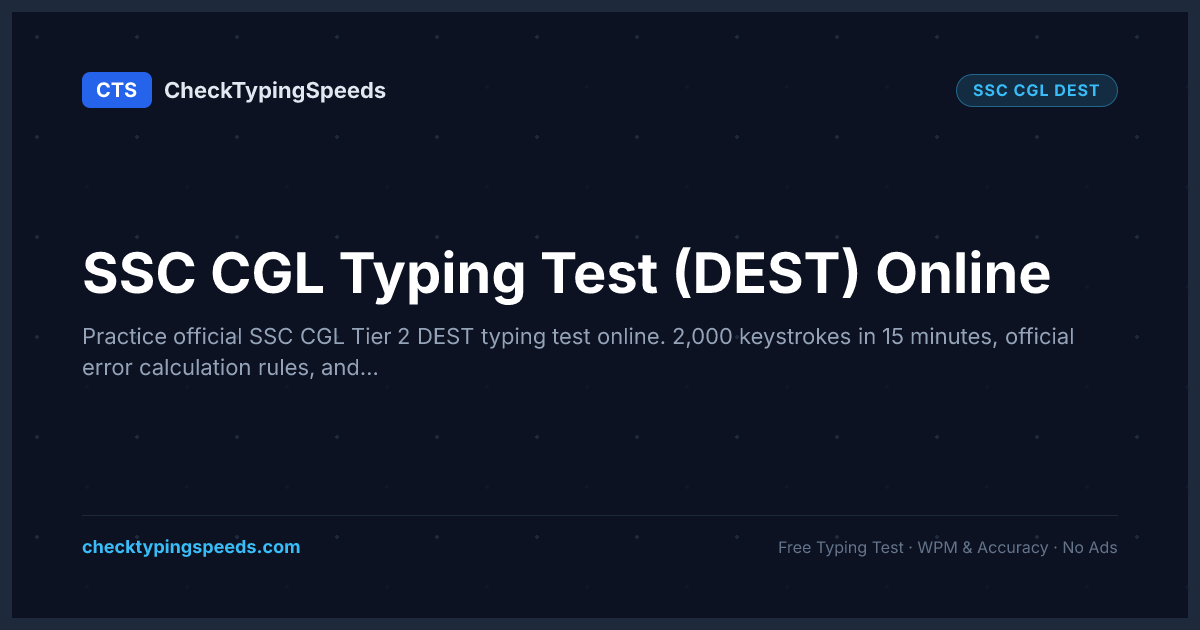 CTS CheckTypingSpeeds
SSC CGL DEST
SSC CGL Typing Test (DEST) Online
Practice official SSC CGL Tier 2 DEST typing test online. 2,000 keystrokes in 15 minutes, official
error calculation rules, and...
checktypingspeeds.com
Free Typing Test · WPM & Accuracy · No Ads